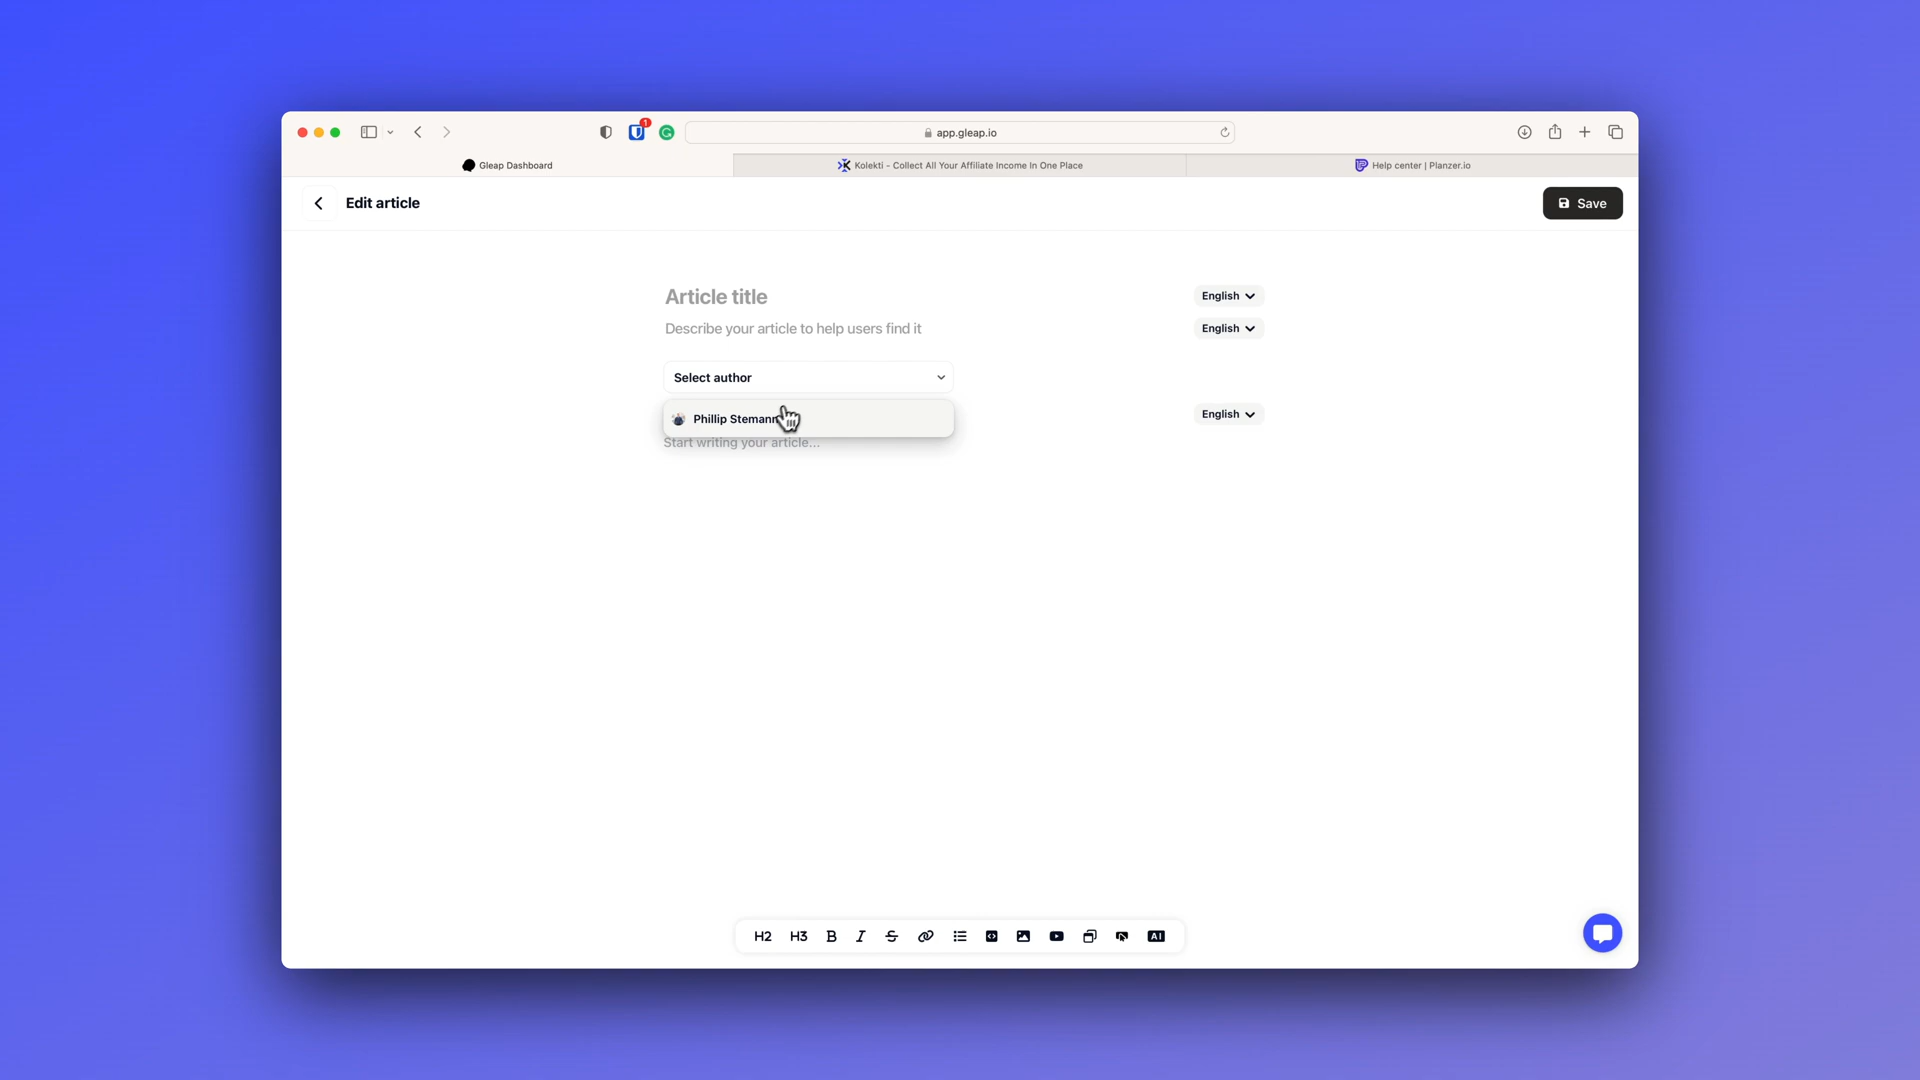 1
app.gleap.io
Gleap Dashboard
Kolekti - Collect All Your Affiliate Income In One Place
Help center | Planzer.io
Edit article
Save
Article title
English
Describe your article to help users find it
English
Select author
Phillip Stemann
English
Start writing your article...
H2 H3 B I S AI